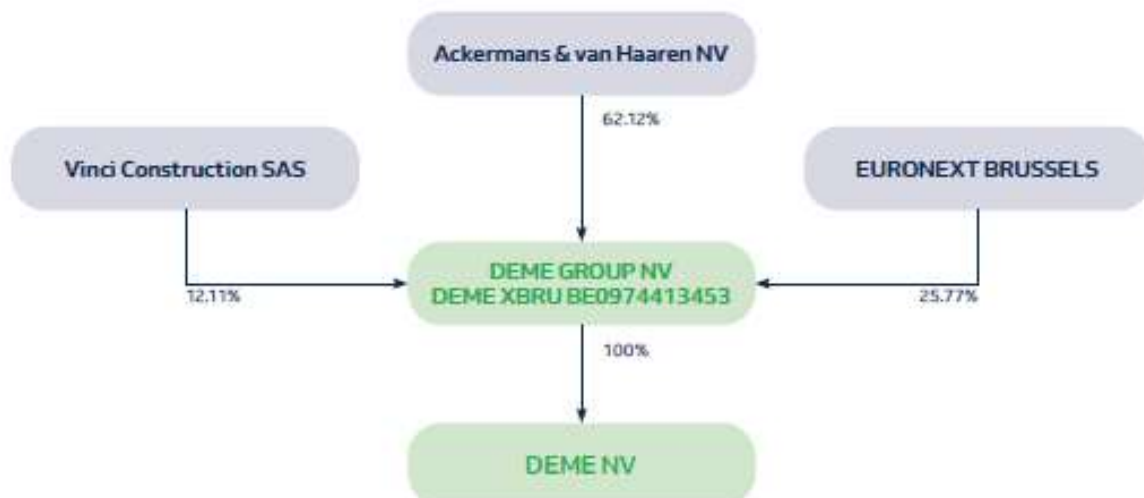 Ackermans & van Haaren NV
62.12%
Vinci Construction SAS
EURONEXT BRUSSELS
DEME GROUP NV
DEME XBRU BE0974413453
12.11%
25.77%
100%
DEME NV